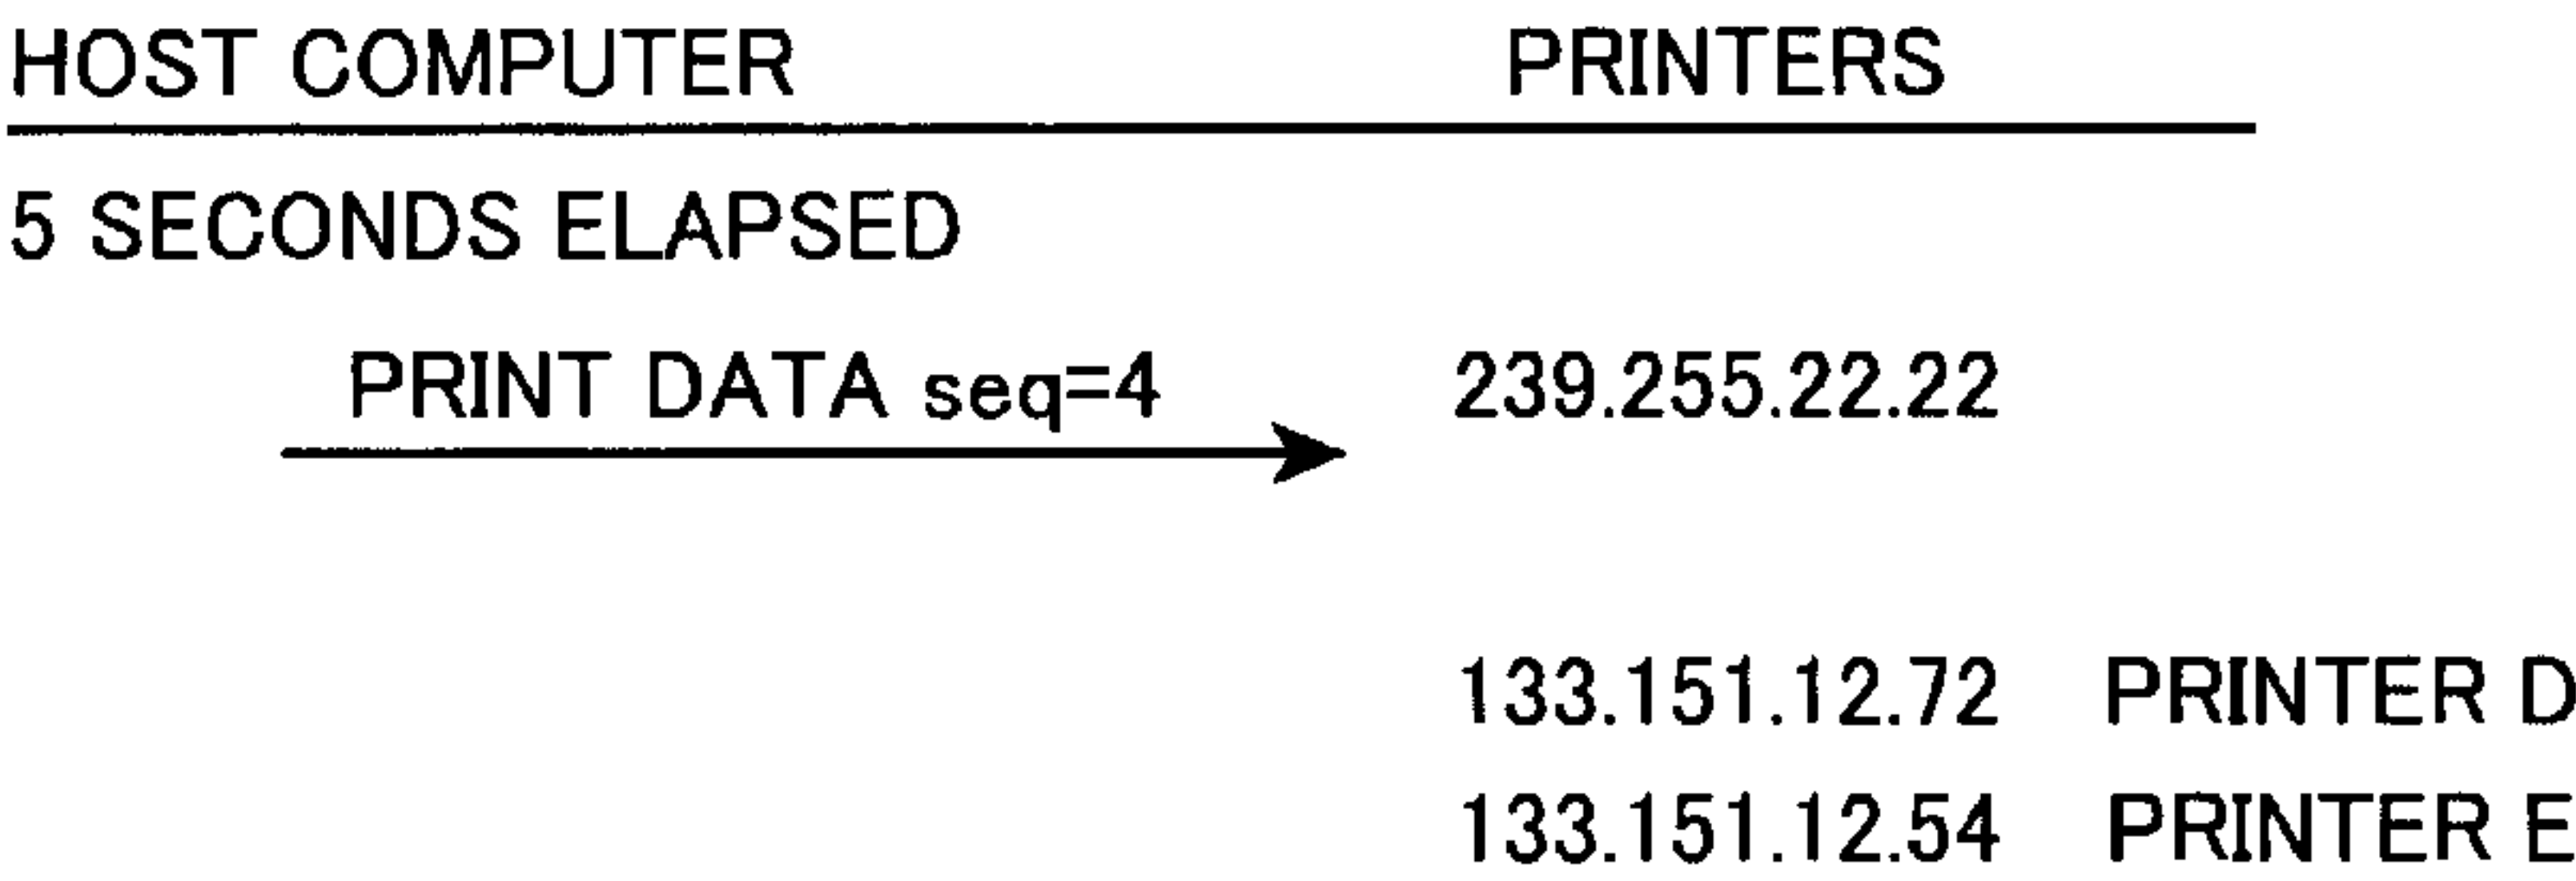 HOST COMPUTER PRINTERS
5 SECONDS ELAPSED
PRINT DATA seq=4 239.255.22.22
133.151.12.72 PRINTER D
133.151.12.54 PRINTER E